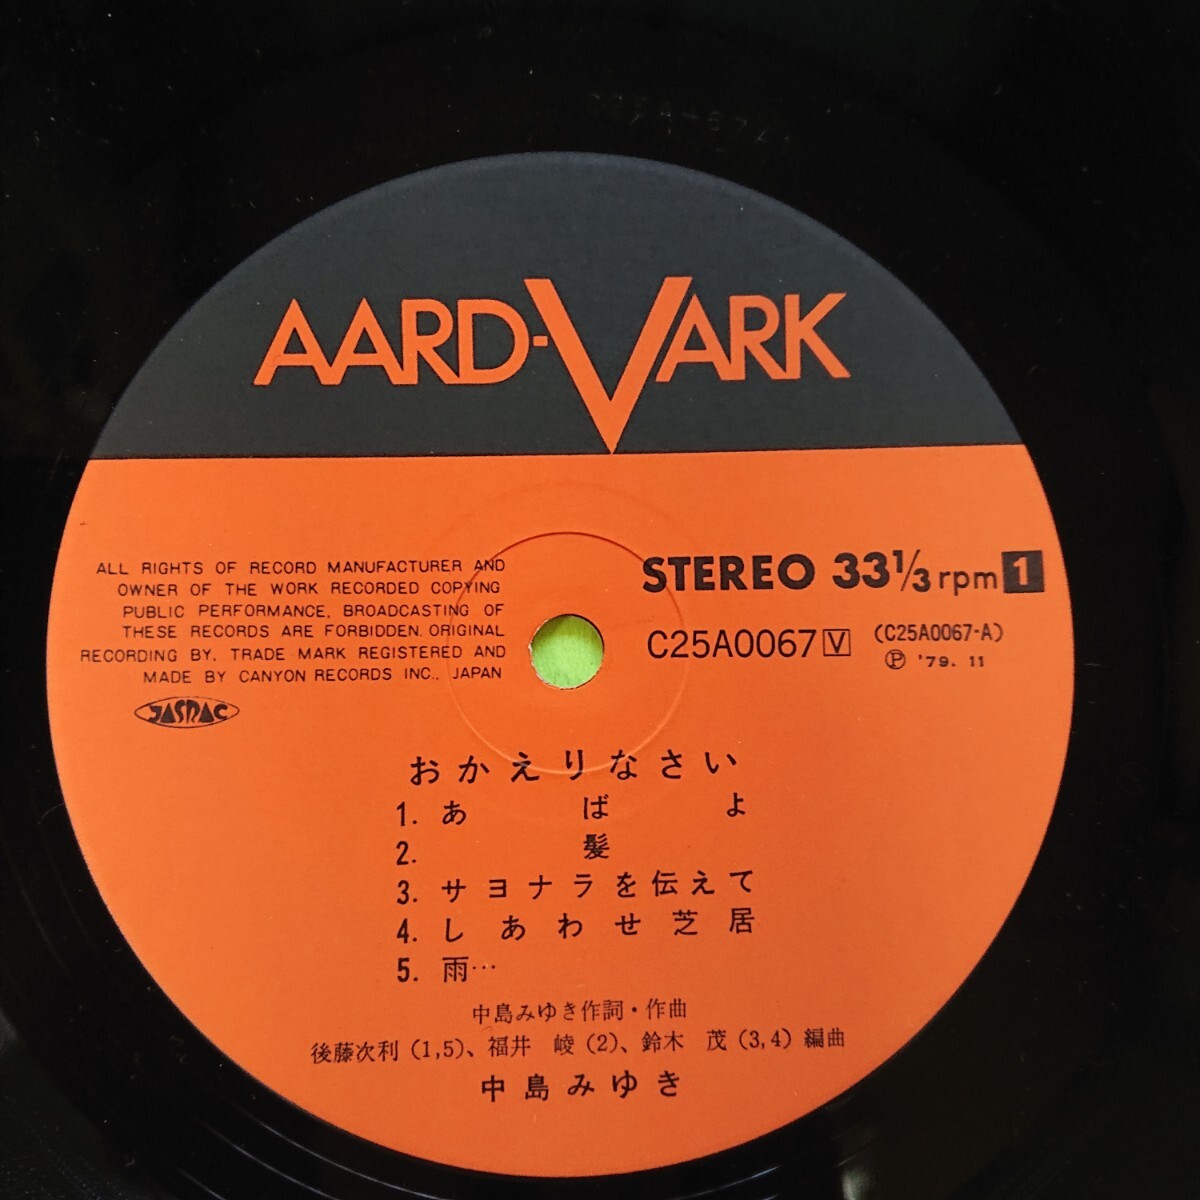 AARD-VARK
ALL RIGHTS OF RECORD MANUFACTURER AND
OWNER OF THE WORK RECORDED COPYING
PUBLIC PERFORMANCE, BROADCASTING OF
THESE RECORDS ARE FORBIDDEN. ORIGINAL
RECORDING BY, TRADE MARK REGISTERED AND
MADE BY CANYON RECORDS INC., JAPAN
JASRAC
STEREO 33 1/3 rpm 1
C25A0067 V (C25A0067-A)
Ⓟ '79. 11
おかえりなさい
1. あばよ
2. 髪
3. サヨナラを伝えて
4. しあわせ芝居
5. 雨…
中島みゆき作詞・作曲
後藤次利 (1,5)、福井 崚 (2)、鈴木 茂 (3,4) 編曲
中島みゆき